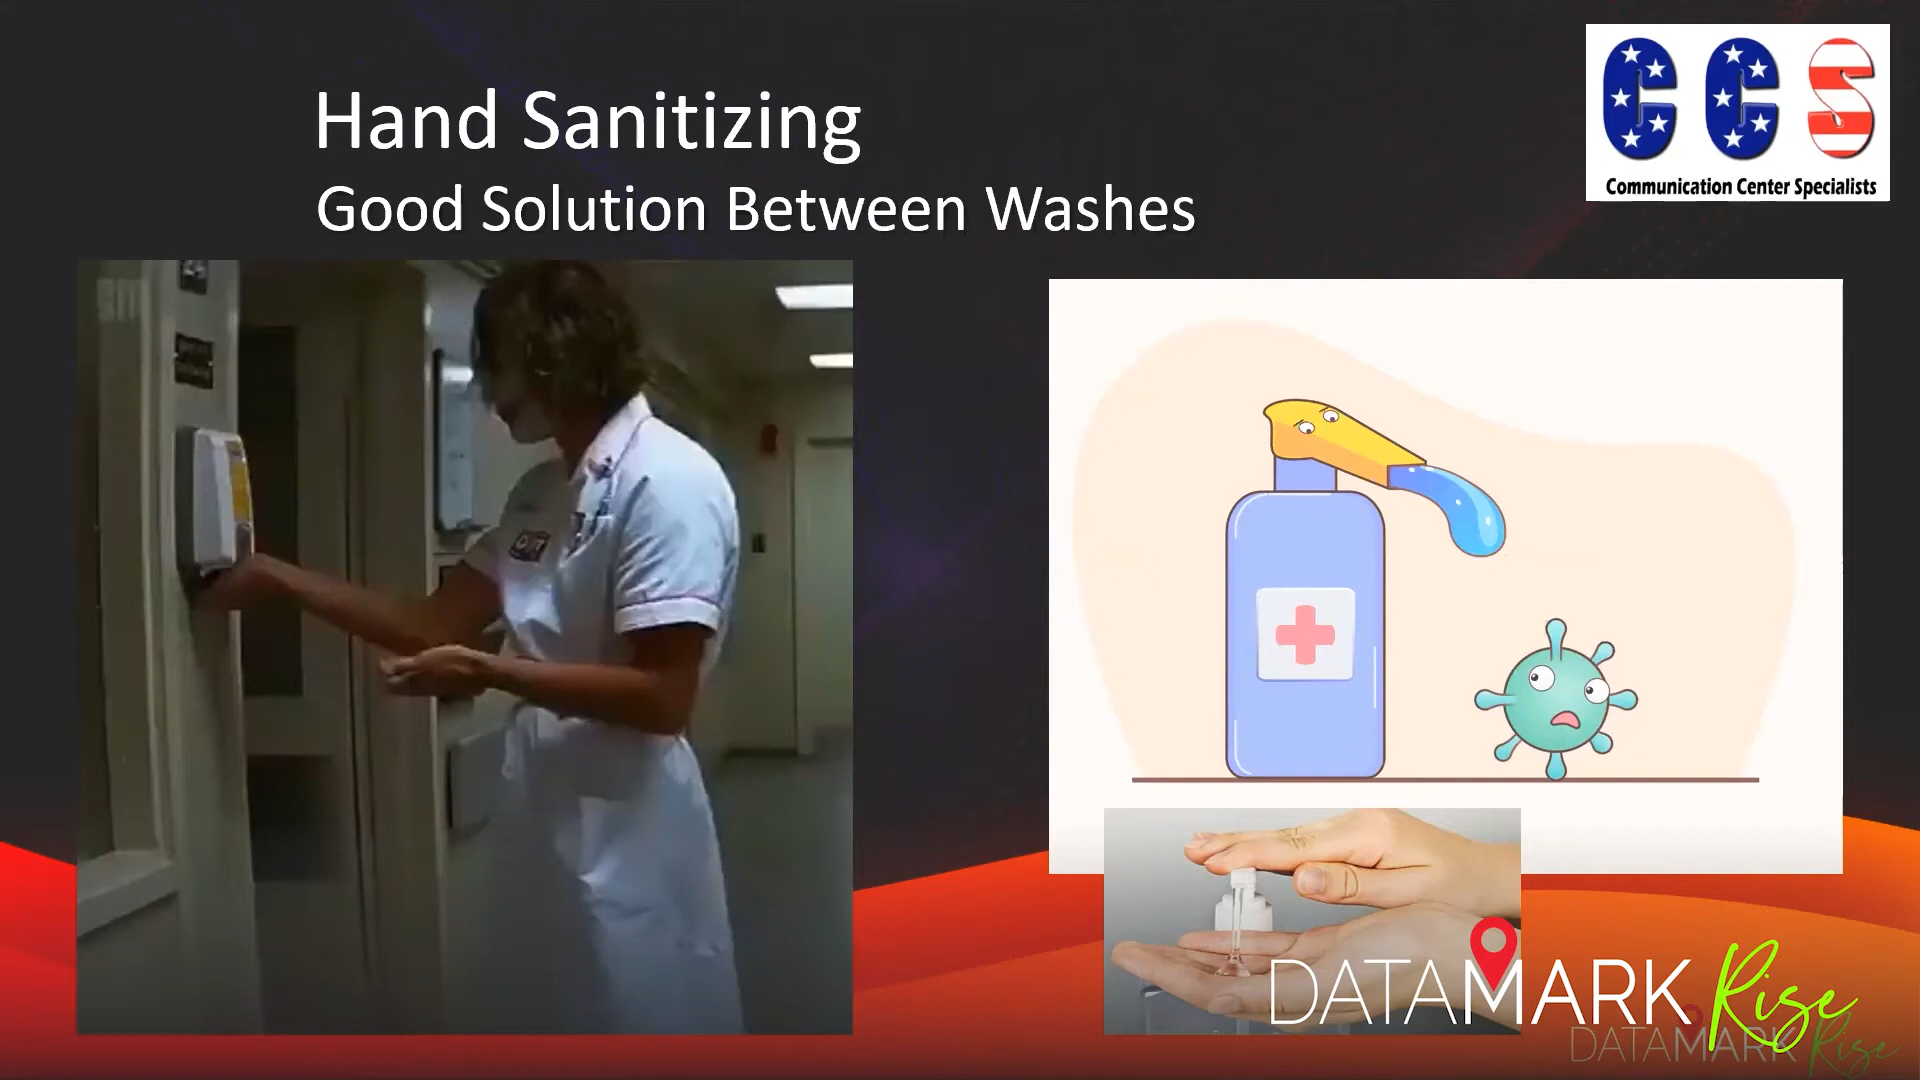 Hand Sanitizing
Good Solution Between Washes
CCS
Communication Center Specialists
DATAMARK Rise
DATAMARK Rise